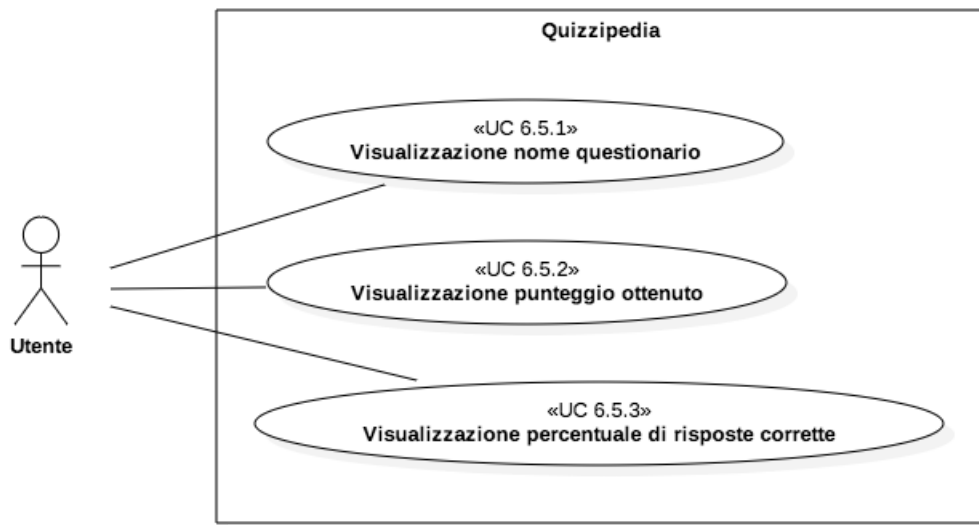 Quizzipedia
«UC 6.5.1»
Visualizzazione nome questionario
«UC 6.5.2»
Visualizzazione punteggio ottenuto
Utente
«UC 6.5.3»
Visualizzazione percentuale di risposte corrette